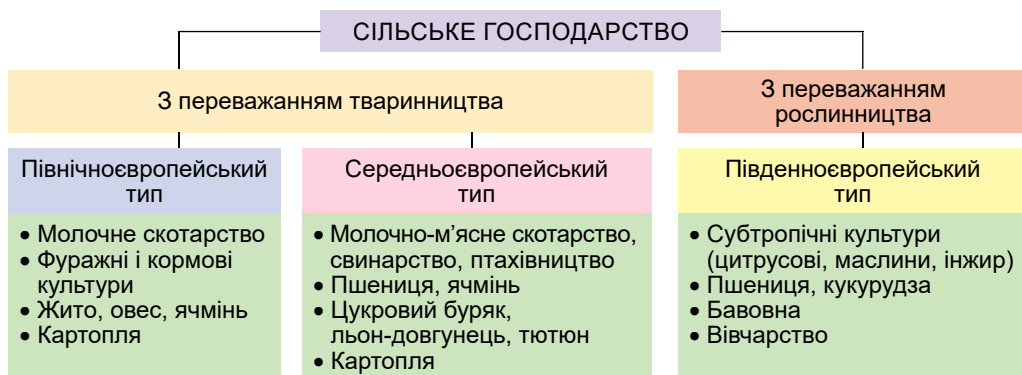 СІЛЬСЬКЕ ГОСПОДАРСТВО
З переважанням тваринництва
З переважанням
рослинництва
Північноєвропейський
тип
• Молочне скотарство
• Фуражні і кормові
культури
• Жито, овес, ячмінь
• Картопля
Середньоєвропейський
тип
• Молочно-м’ясне скотарство,
свинарство, птахівництво
• Пшениця, ячмінь
• Цукровий буряк,
льон-довгунець, тютюн
• Картопля
Південноєвропейський
тип
• Субтропічні культури
(цитрусові, маслини, інжир)
• Пшениця, кукурудза
• Бавовна
• Вівчарство